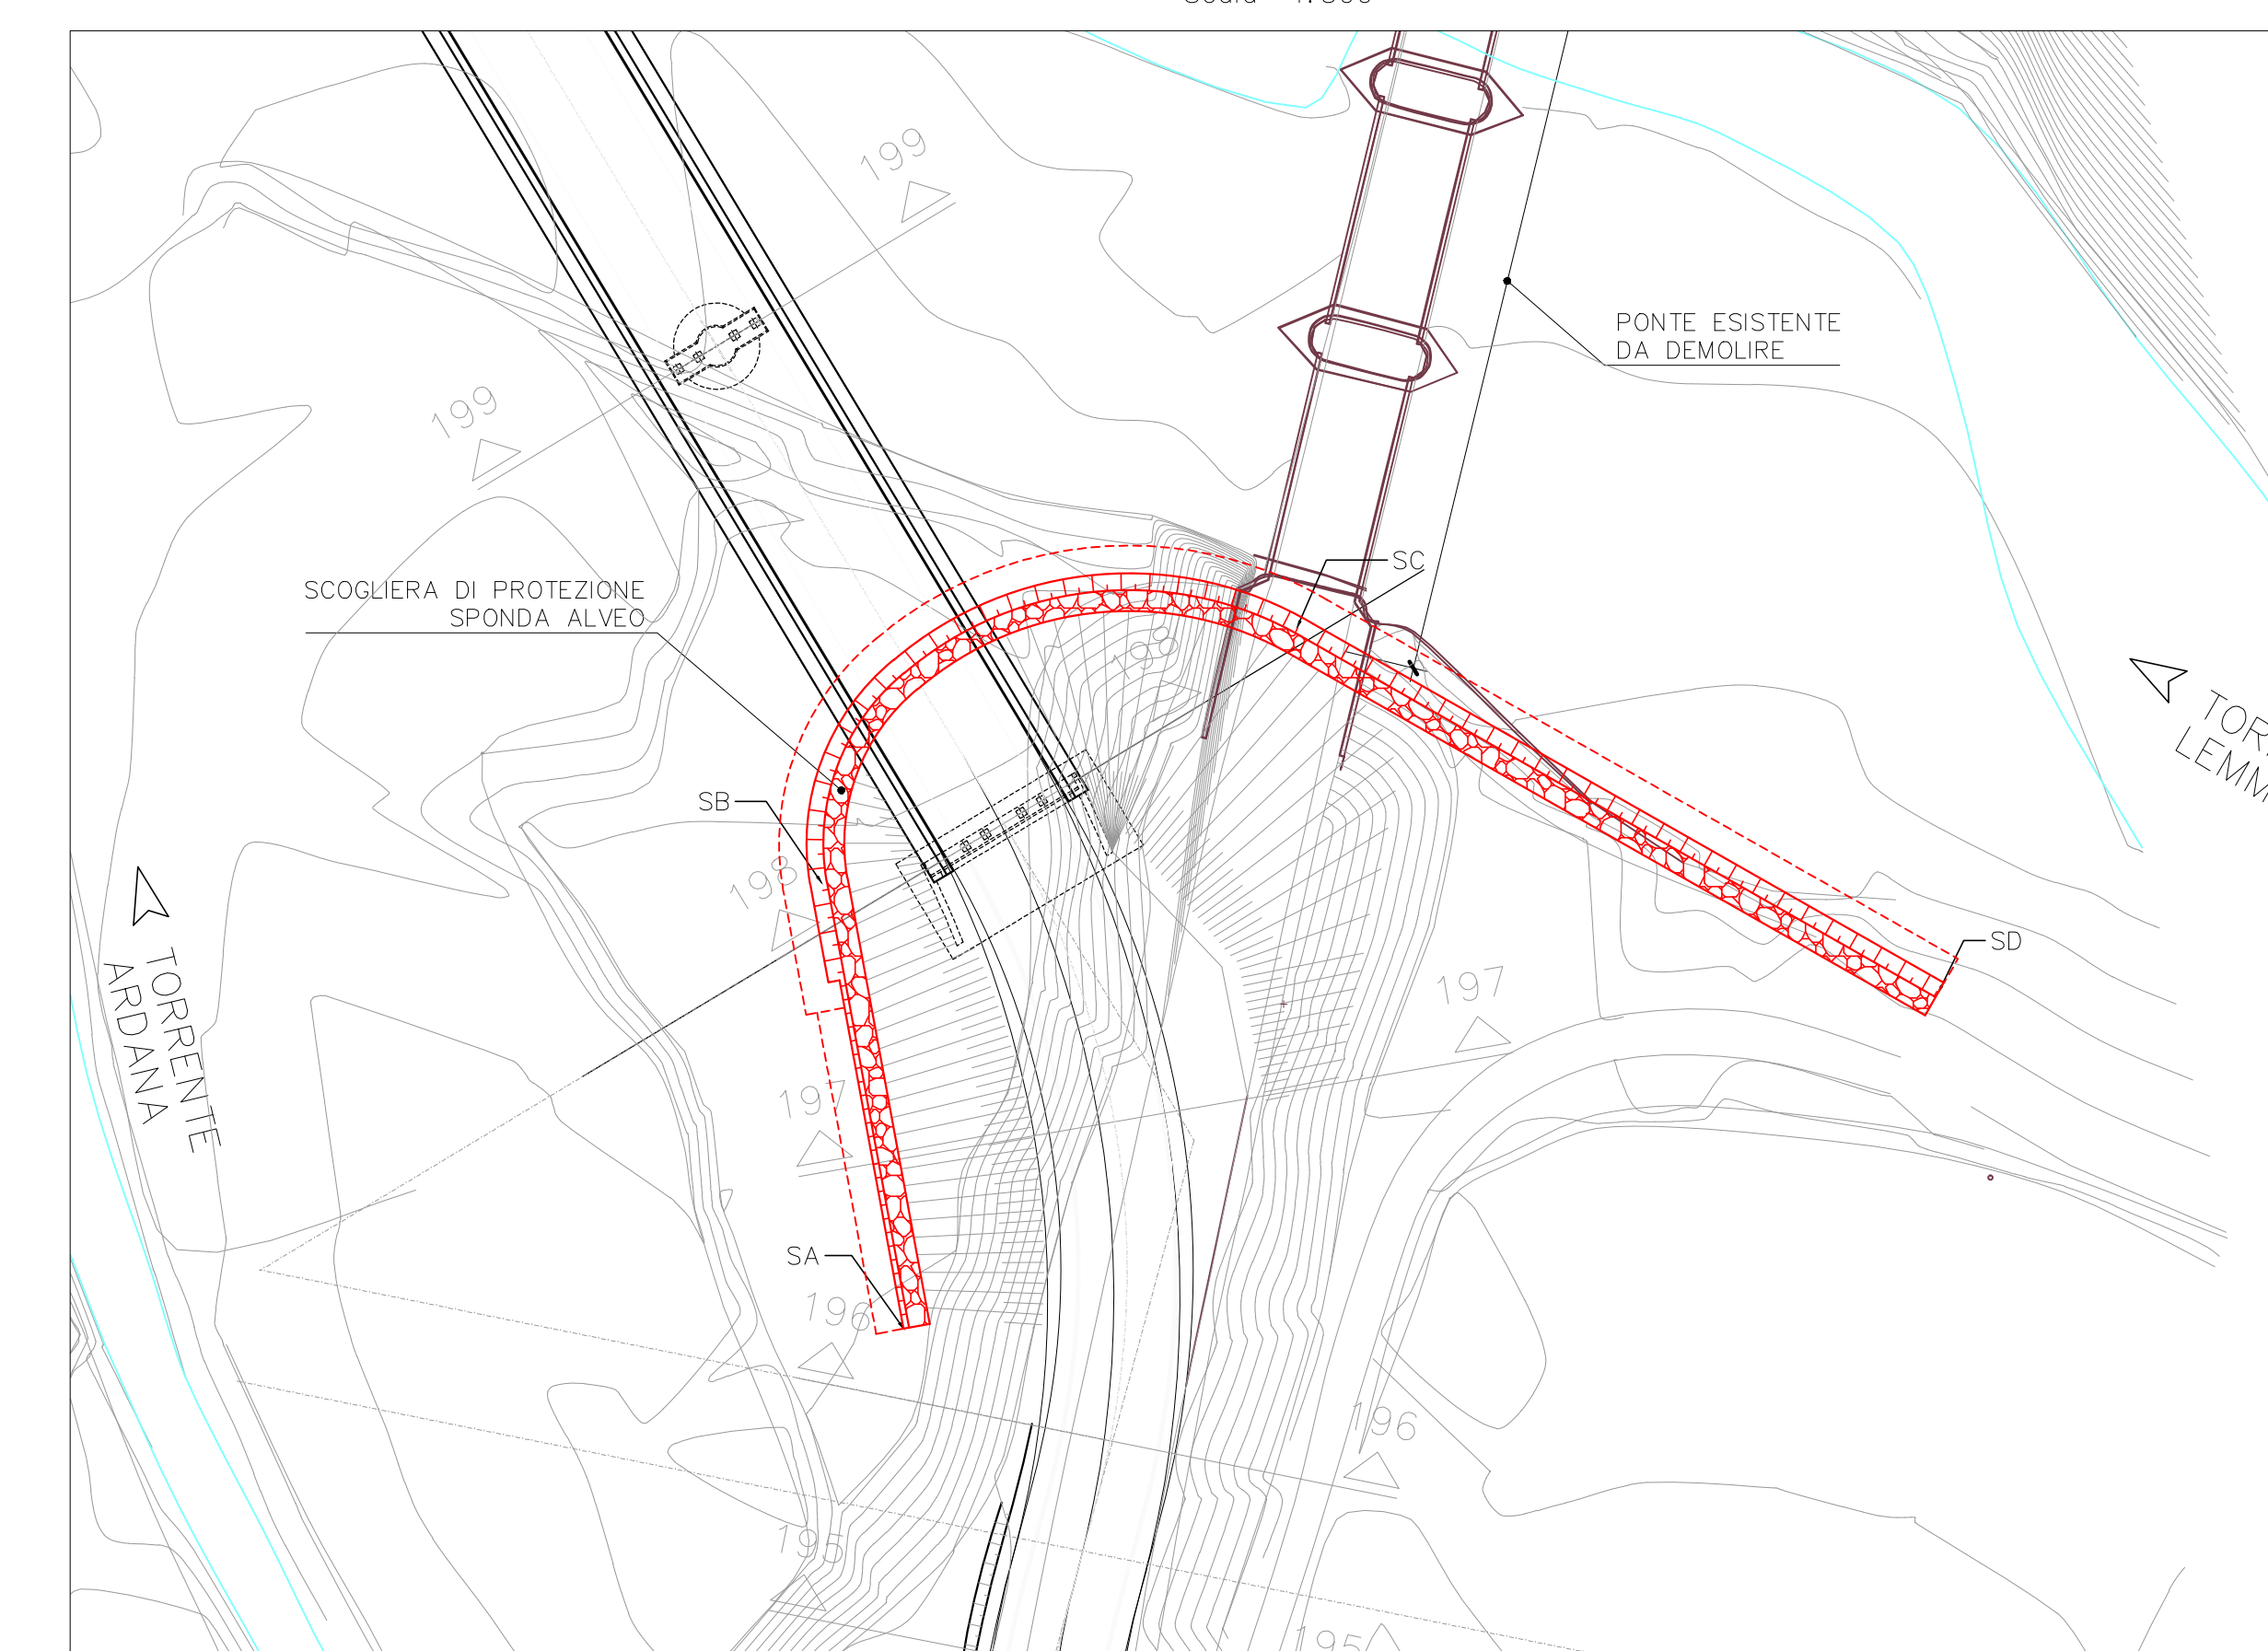 199
199
PONTE ESISTENTE
DA DEMOLIRE
SC
SCOGLIERA DI PROTEZIONE
SPONDA ALVEO
198
SB
198
SD
TORRENTE
ARDANA
197
197
SA
196
196
195
195